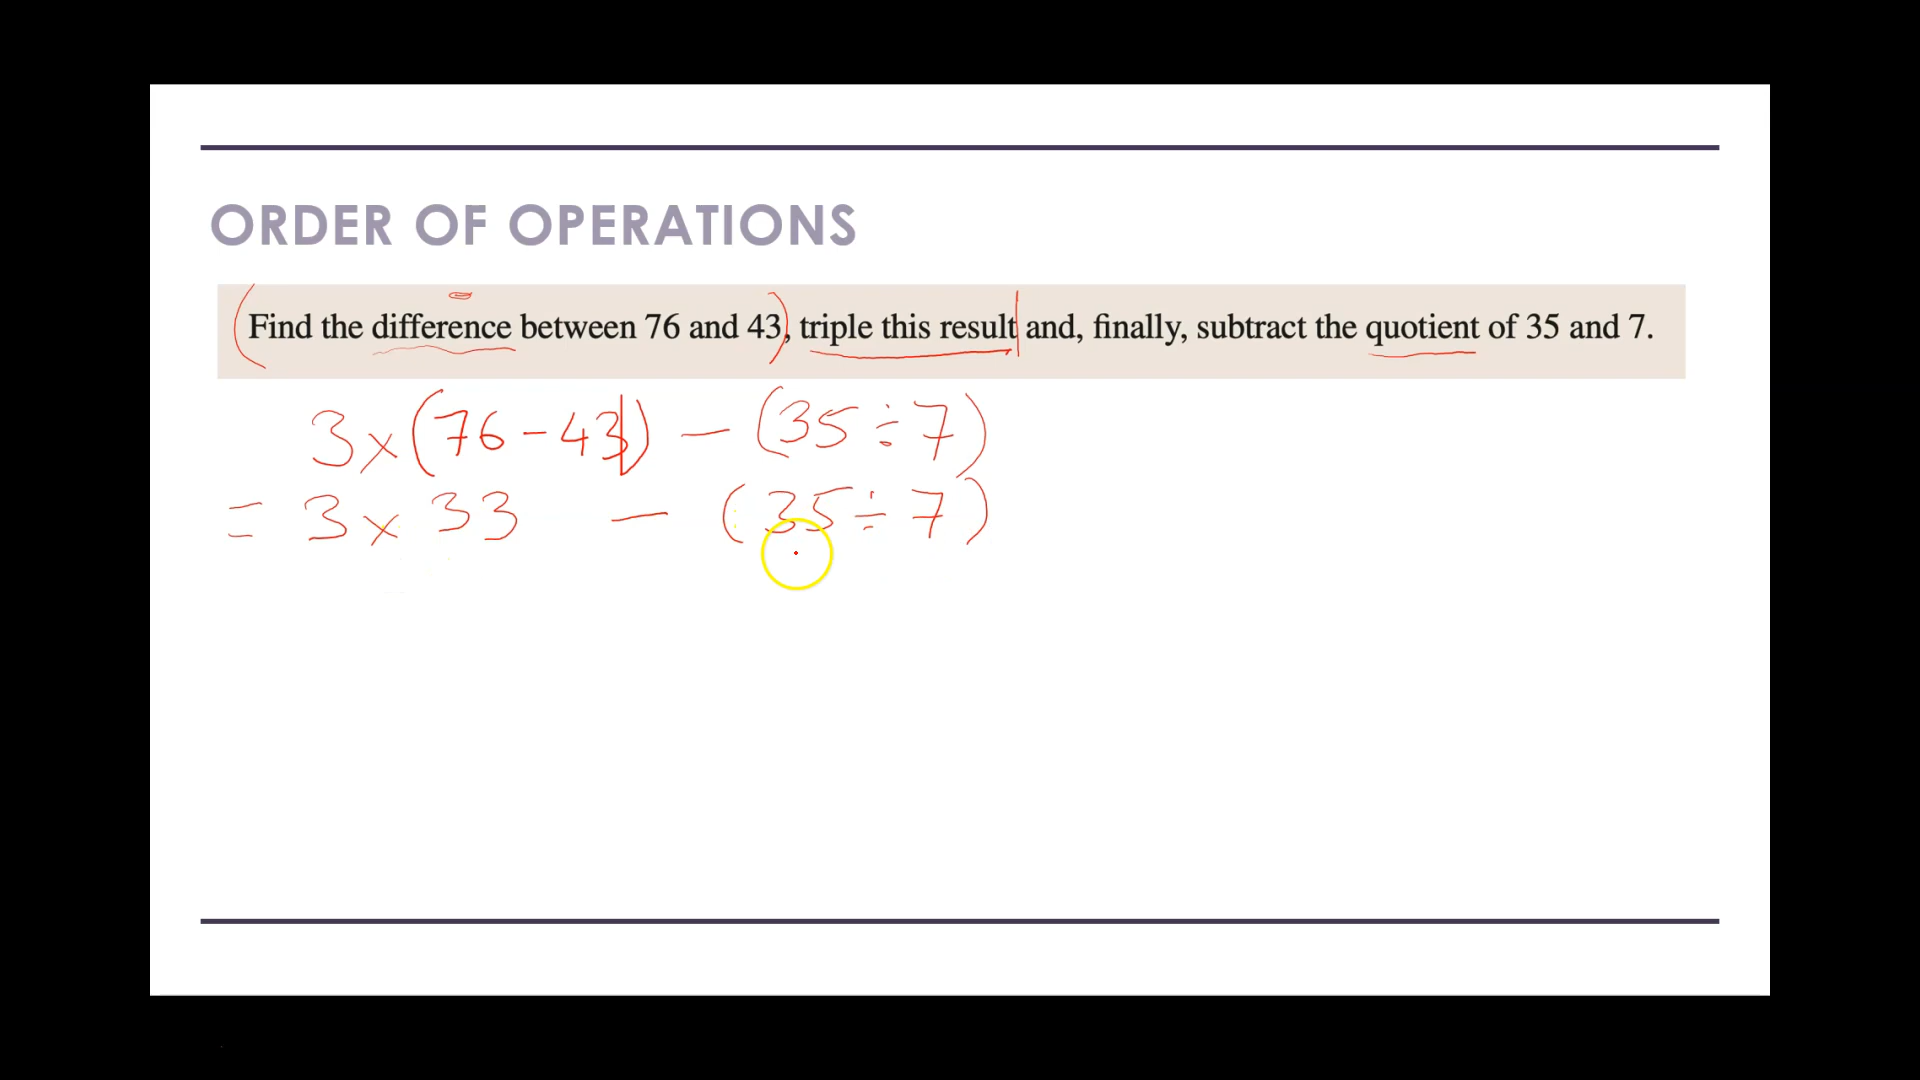 ORDER OF OPERATIONS
Find the difference between 76 and 43, triple this result and, finally, subtract the quotient of 35 and 7.
3 × (76 - 43) - (35 ÷ 7)
= 3 × 33 - (35 ÷ 7)